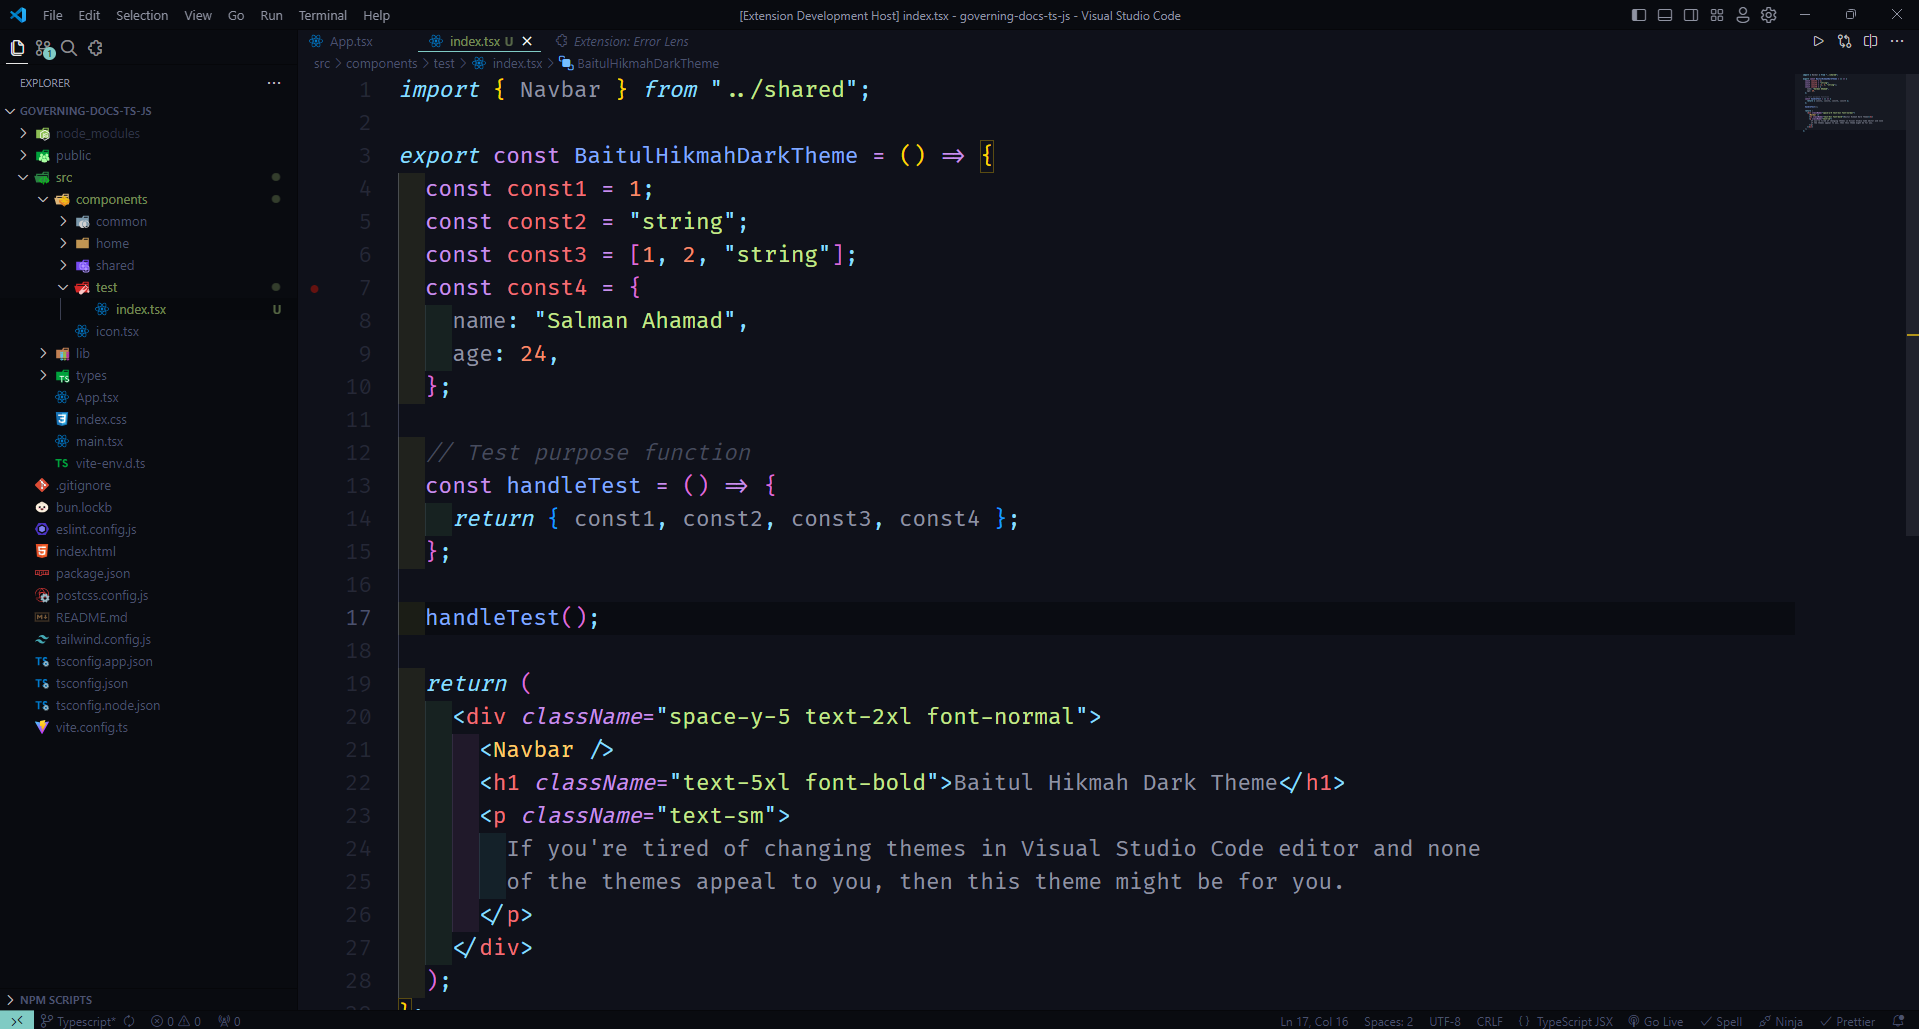 File Edit Selection View Go Run Terminal Help
[Extension Development Host] index.tsx - governing-docs-ts-js - Visual Studio Code
1
EXPLORER
GOVERNING-DOCS-TS-JS
node_modules
public
src
components
common
home
shared
test
index.tsx U
icon.tsx
lib
types
App.tsx
index.css
main.tsx
TS vite-env.d.ts
.gitignore
bun.lockb
eslint.config.js
index.html
package.json
postcss.config.js
README.md
tailwind.config.js
TS tsconfig.app.json
TS tsconfig.json
TS tsconfig.node.json
vite.config.ts
NPM SCRIPTS
App.tsx
index.tsx U
Extension: Error Lens
src > components > test > index.tsx > BaitulHikmahDarkTheme
1 import { Navbar } from "../shared";
2
3 export const BaitulHikmahDarkTheme = () => {
4 const const1 = 1;
5 const const2 = "string";
6 const const3 = [1, 2, "string"];
7 const const4 = {
8 name: "Salman Ahamad",
9 age: 24,
10 };
11
12 // Test purpose function
13 const handleTest = () => {
14 return { const1, const2, const3, const4 };
15 };
16
17 handleTest();
18
19 return (
20 <div className="space-y-5 text-2xl font-normal">
21 <Navbar />
22 <h1 className="text-5xl font-bold">Baitul Hikmah Dark Theme</h1>
23 <p className="text-sm">
24 If you're tired of changing themes in Visual Studio Code editor and none
25 of the themes appeal to you, then this theme might be for you.
26 </p>
27 </div>
28 );
Typescript* 0 0 0
Ln 17, Col 16 Spaces: 2 UTF-8 CRLF {} TypeScript JSX Go Live Spell Ninja Prettier